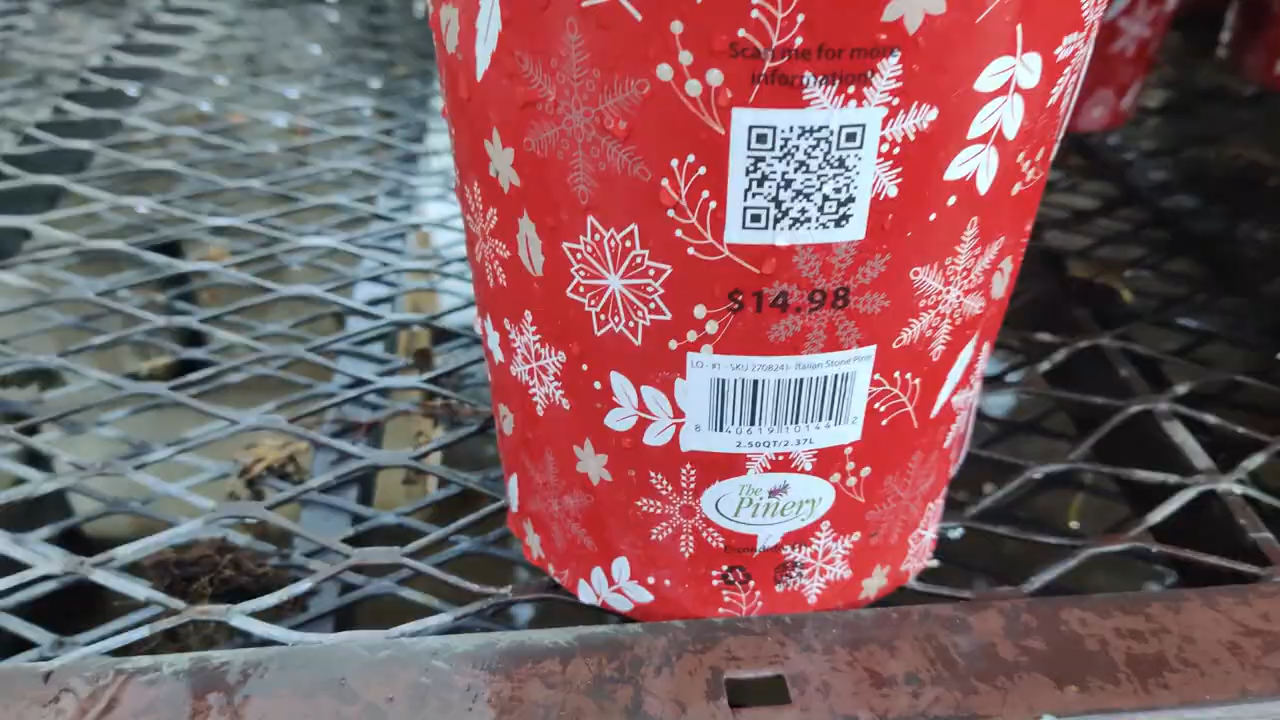 Scan me for more
information!
$14.98
LO - #1 - SKU 2708241- Italian Stone Pine
8 40619 10144 2
2.50QT/2.37L
The
Pinery